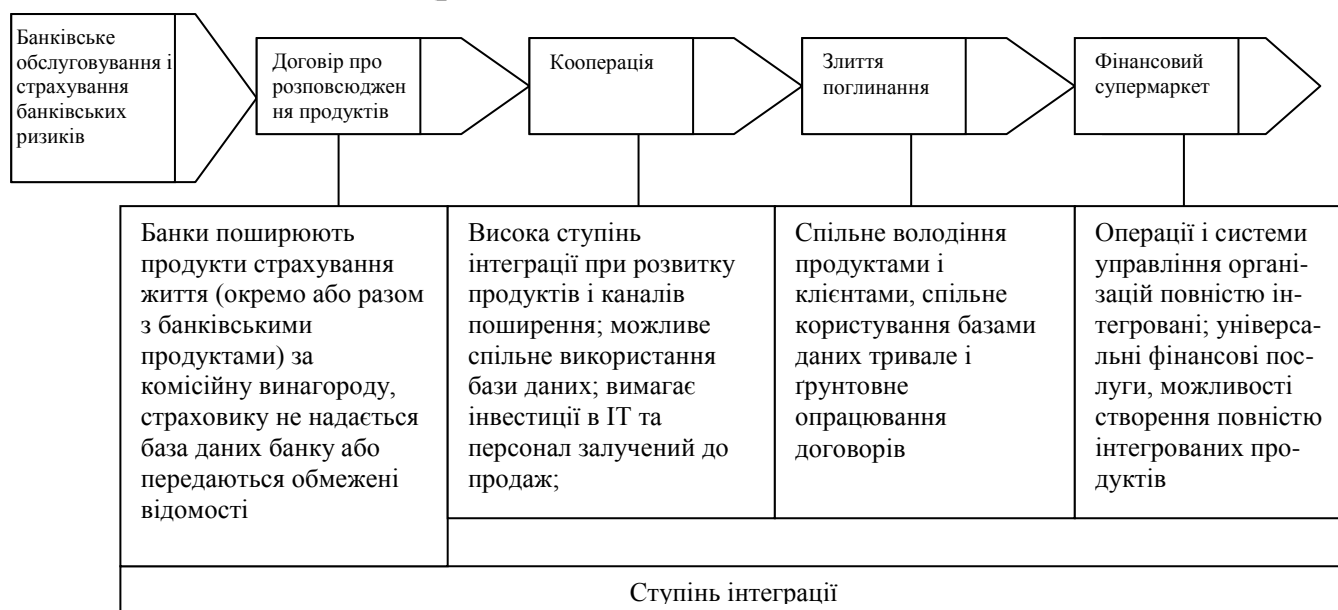 Банківське
обслуговування і
страхування
банківських
ризиків
Договір про
розповсюджен
ня продуктів
Кооперація
Злиття
поглинання
Фінансовий
супермаркет
Банки поширюють
продукти страхування
життя (окремо або разом
з банківськими
продуктами) за
комісійну винагороду,
страховику не надається
база даних банку або
передаються обмежені
відомості
Висока ступінь
інтеграції при розвитку
продуктів і каналів
поширення; можливе
спільне використання
бази даних; вимагає
інвестиції в ІТ та
персонал залучений до
продаж;
Спільне володіння
продуктами і
клієнтами, спільне
користування базами
даних тривале і
ґрунтовне
опрацювання
договорів
Операції і системи
управління органі-
зацій повністю ін-
тегровані; універса-
льні фінансові пос-
луги, можливості
створення повністю
інтегрованих про-
дуктів
Ступінь інтеграції